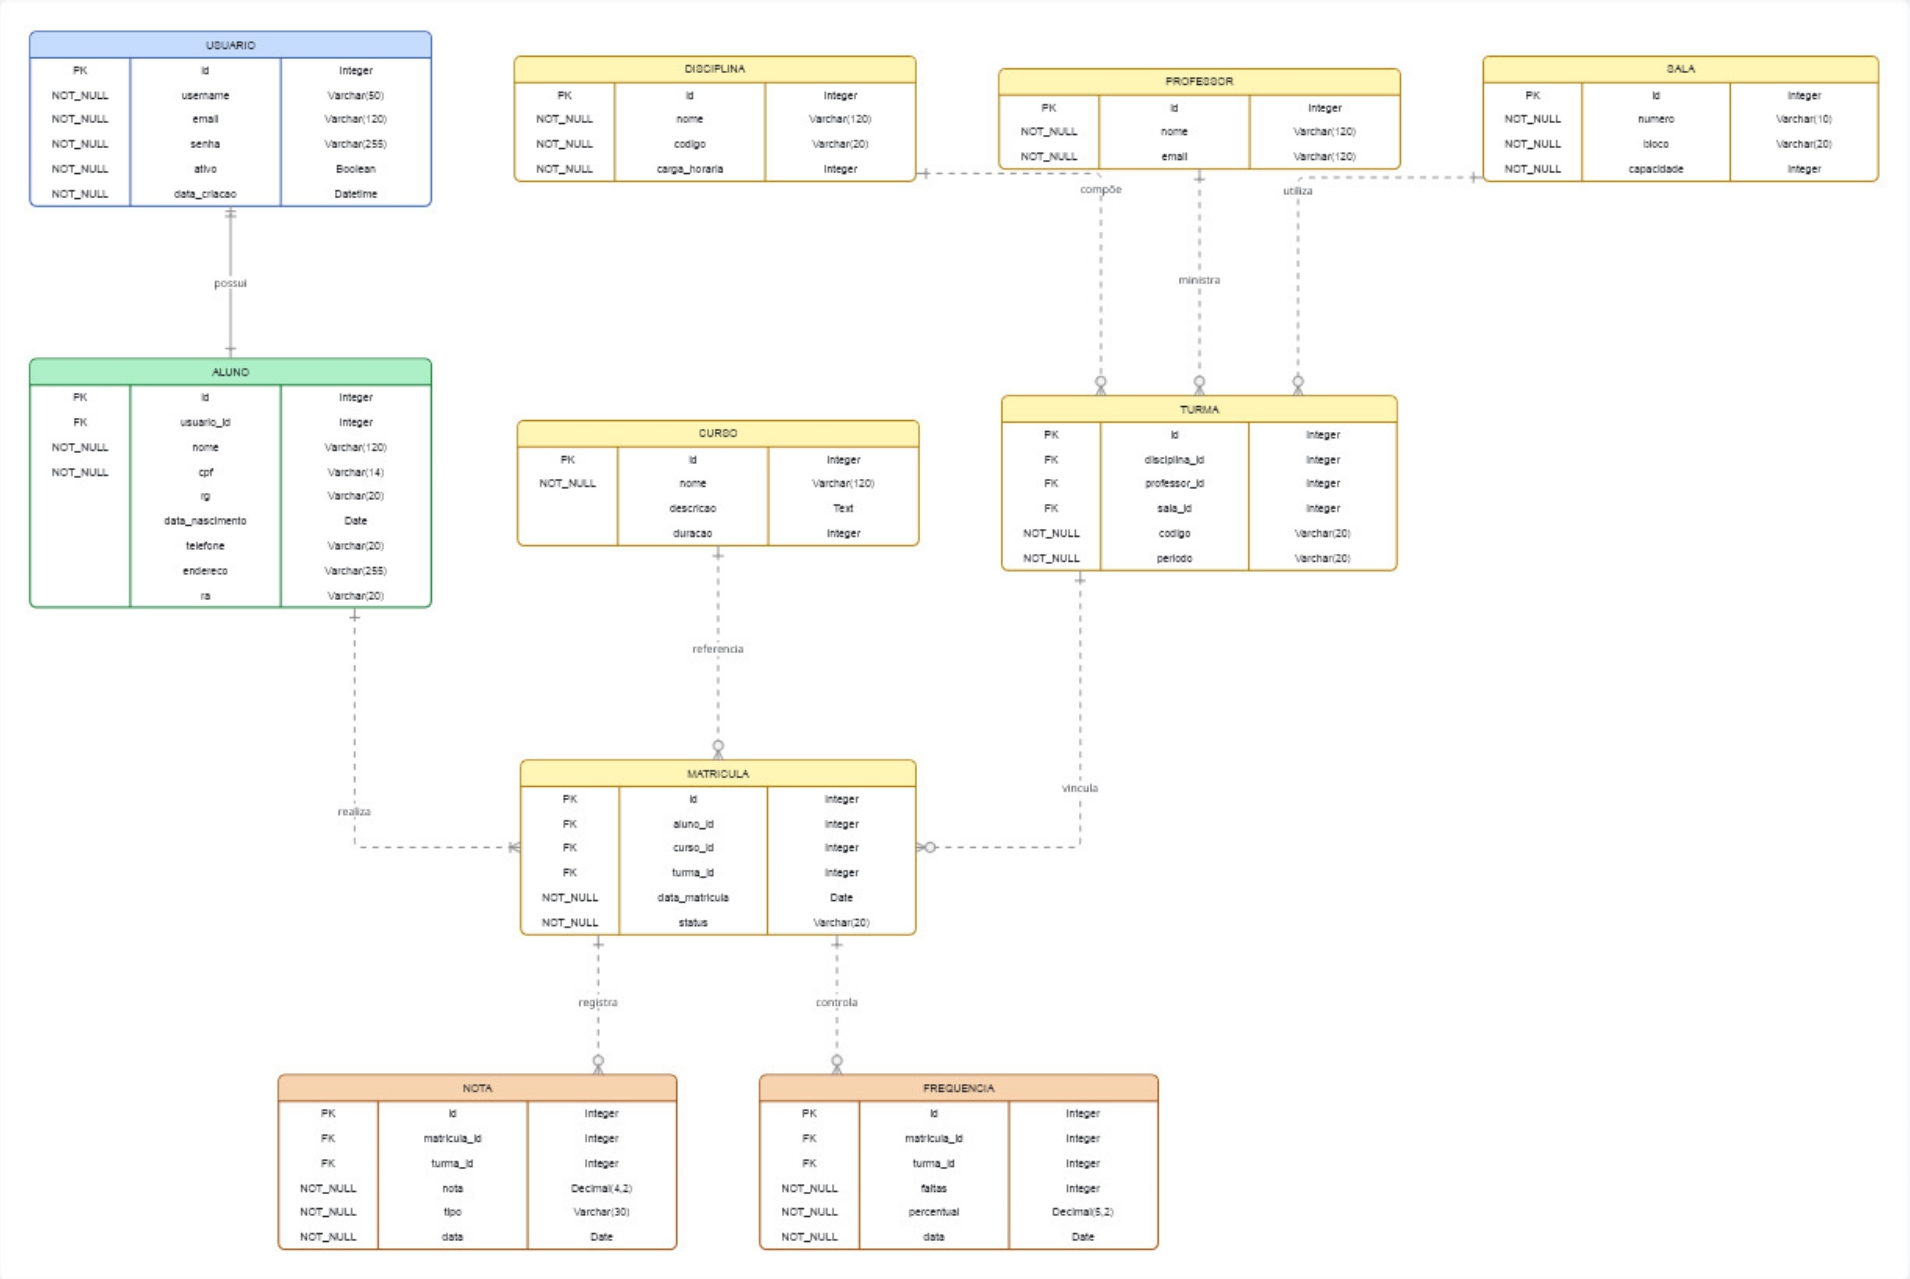 USUARIO
PK id Integer
NOT_NULL username Varchar(50)
NOT_NULL email Varchar(120)
NOT_NULL senha Varchar(255)
NOT_NULL ativo Boolean
NOT_NULL data_criacao Datetime
DISCIPLINA
PK id Integer
NOT_NULL nome Varchar(120)
NOT_NULL codigo Varchar(20)
NOT_NULL carga_horaria Integer
PROFESSOR
PK id Integer
NOT_NULL nome Varchar(120)
NOT_NULL email Varchar(120)
SALA
PK id Integer
NOT_NULL numero Varchar(10)
NOT_NULL bloco Varchar(20)
NOT_NULL capacidade Integer
compõe
utiliza
possui
ministra
ALUNO
PK id Integer
FK usuario_id Integer
NOT_NULL nome Varchar(120)
NOT_NULL cpf Varchar(14)
rg Varchar(20)
data_nascimento Date
telefone Varchar(20)
endereco Varchar(255)
ra Varchar(20)
CURSO
PK id Integer
NOT_NULL nome Varchar(120)
descricao Text
duracao Integer
TURMA
PK id Integer
FK disciplina_id Integer
FK professor_id Integer
FK sala_id Integer
NOT_NULL codigo Varchar(20)
NOT_NULL periodo Varchar(20)
referencia
vincula
realiza
MATRICULA
PK id Integer
FK aluno_id Integer
FK curso_id Integer
FK turma_id Integer
NOT_NULL data_matricula Date
NOT_NULL status Varchar(20)
registra
controla
NOTA
PK id Integer
FK matricula_id Integer
FK turma_id Integer
NOT_NULL nota Decimal(4,2)
NOT_NULL tipo Varchar(30)
NOT_NULL data Date
FREQUENCIA
PK id Integer
FK matricula_id Integer
FK turma_id Integer
NOT_NULL faltas Integer
NOT_NULL percentual Decimal(5,2)
NOT_NULL data Date